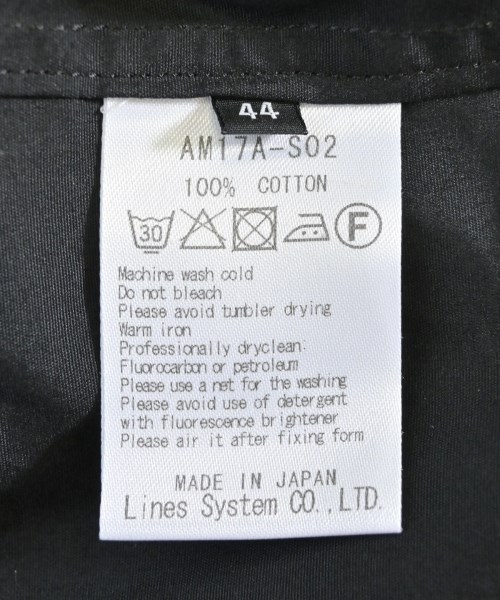 44
AM17A-S02
100% COTTON
30 F
Machine wash cold
Do not bleach
Please avoid tumbler drying
Warm iron
Professionally dryclean:
Fluorocarbon or petroleum
Please use a net for the washing
Please avoid use of detergent
with fluorescence brightener
Please air it after fixing form
MADE IN JAPAN
Lines System CO.,LTD.